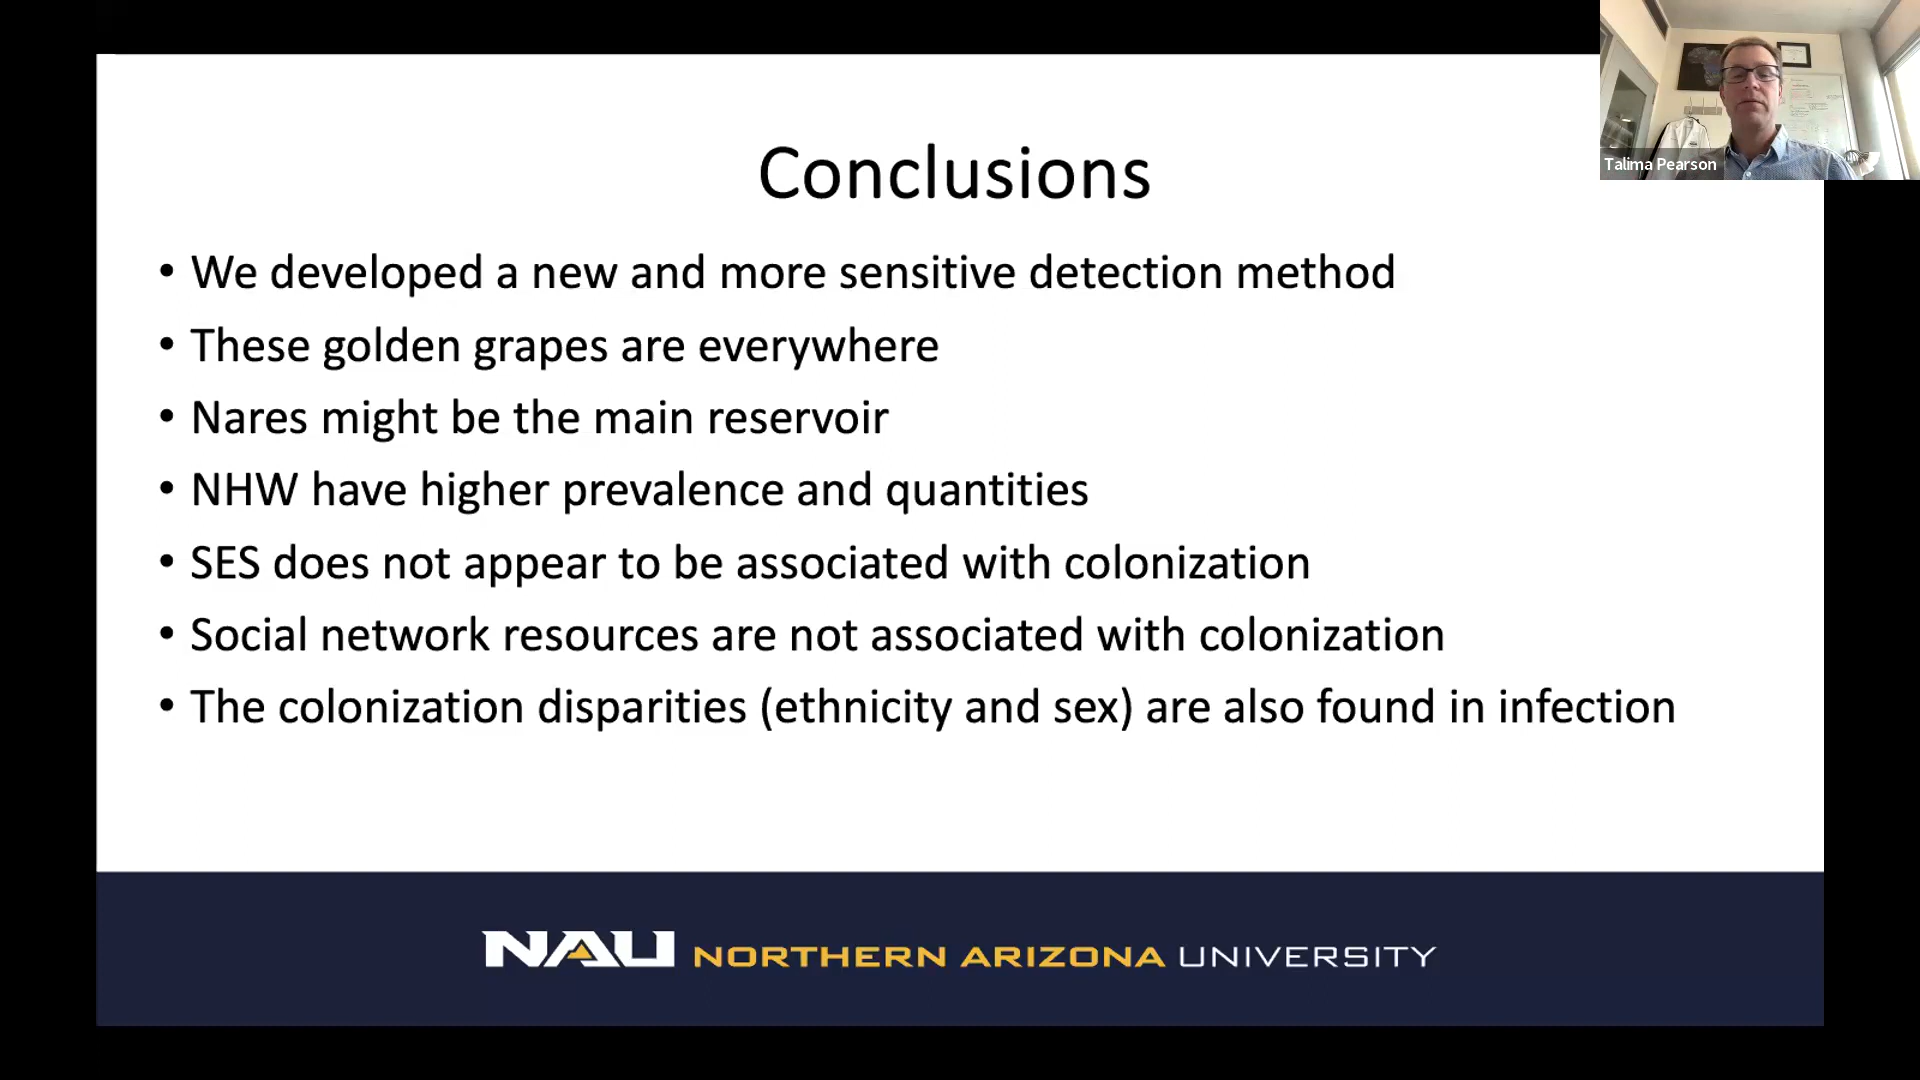 Talima Pearson
Conclusions
• We developed a new and more sensitive detection method
• These golden grapes are everywhere
• Nares might be the main reservoir
• NHW have higher prevalence and quantities
• SES does not appear to be associated with colonization
• Social network resources are not associated with colonization
• The colonization disparities (ethnicity and sex) are also found in infection
NAU NORTHERN ARIZONA UNIVERSITY